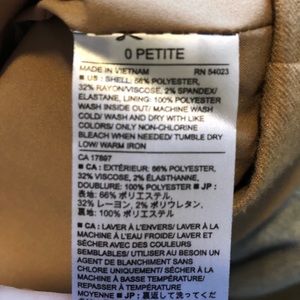 0 PETITE
MADE IN VIETNAM RN 54023
■ US : SHELL: 66% POLYESTER,
32% RAYON/VISCOSE, 2% SPANDEX/
ELASTANE, LINING: 100% POLYESTER
WASH INSIDE OUT/ MACHINE WASH
COLD/ WASH AND DRY WITH LIKE
COLORS/ ONLY NON-CHLORINE
BLEACH WHEN NEEDED/ TUMBLE DRY
LOW/ WARM IRON
CA 17897
■ CA : EXTÉRIEUR: 66% POLYESTER,
32% VISCOSE, 2% ÉLASTHANNE,
DOUBLURE: 100% POLYESTER ■ JP :
表地: 66% ポリエステル,
32% レーヨン, 2% ポリウレタン,
裏地: 100% ポリエステル
■ CA : LAVER À L'ENVERS/ LAVER À LA
MACHINE À L'EAU FROIDE/ LAVER ET
SÉCHER AVEC DES COULEURS
SEMBLABLES/ UTILISER AU BESOIN UN
AGENT DE BLANCHIMENT SANS
CHLORE UNIQUEMENT/ SÉCHER À LA
MACHINE À BASSE TEMPÉRATURE/
REPASSER À TEMPÉRATURE
MOYENNE ■ JP : 裏返して洗ってくだ